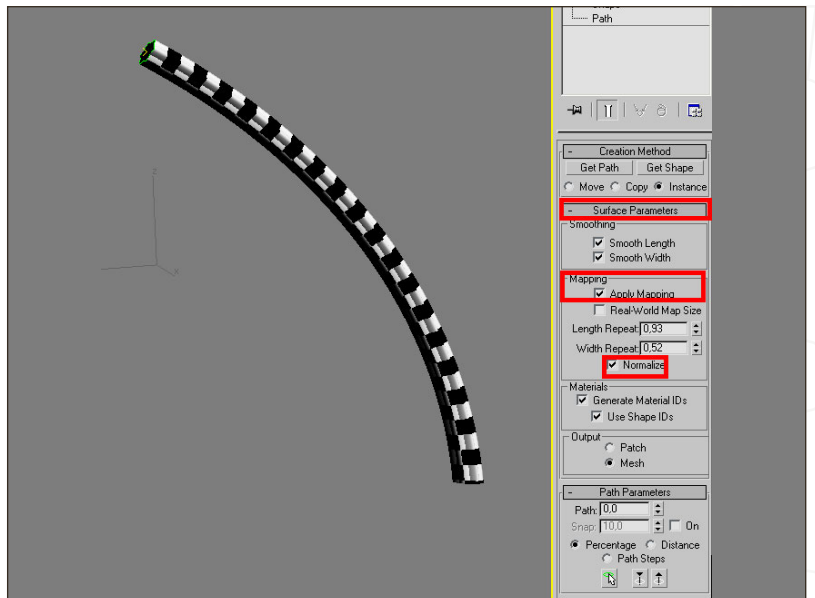 Path
- Creation Method
Get Path Get Shape
Move Copy Instance
- Surface Parameters
Smoothing
Smooth Length
Smooth Width
Mapping
Apply Mapping
Real-World Map Size
Length Repeat: 0,93
Width Repeat: 0,52
Normalize
Materials
Generate Material IDs
Use Shape IDs
Output
Patch
Mesh
- Path Parameters
Path: 0,0
Snap: 10,0 On
Percentage Distance
Path Steps